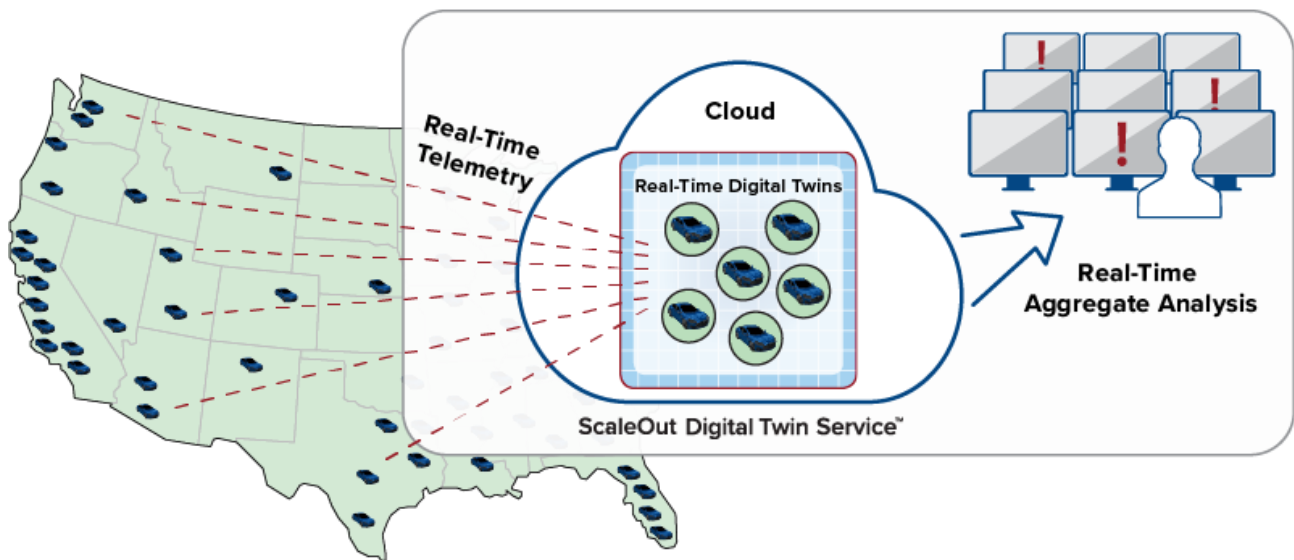 Cloud
Real-Time
Telemetry
Real-Time Digital Twins
ScaleOut Digital Twin Service™
Real-Time
Aggregate Analysis